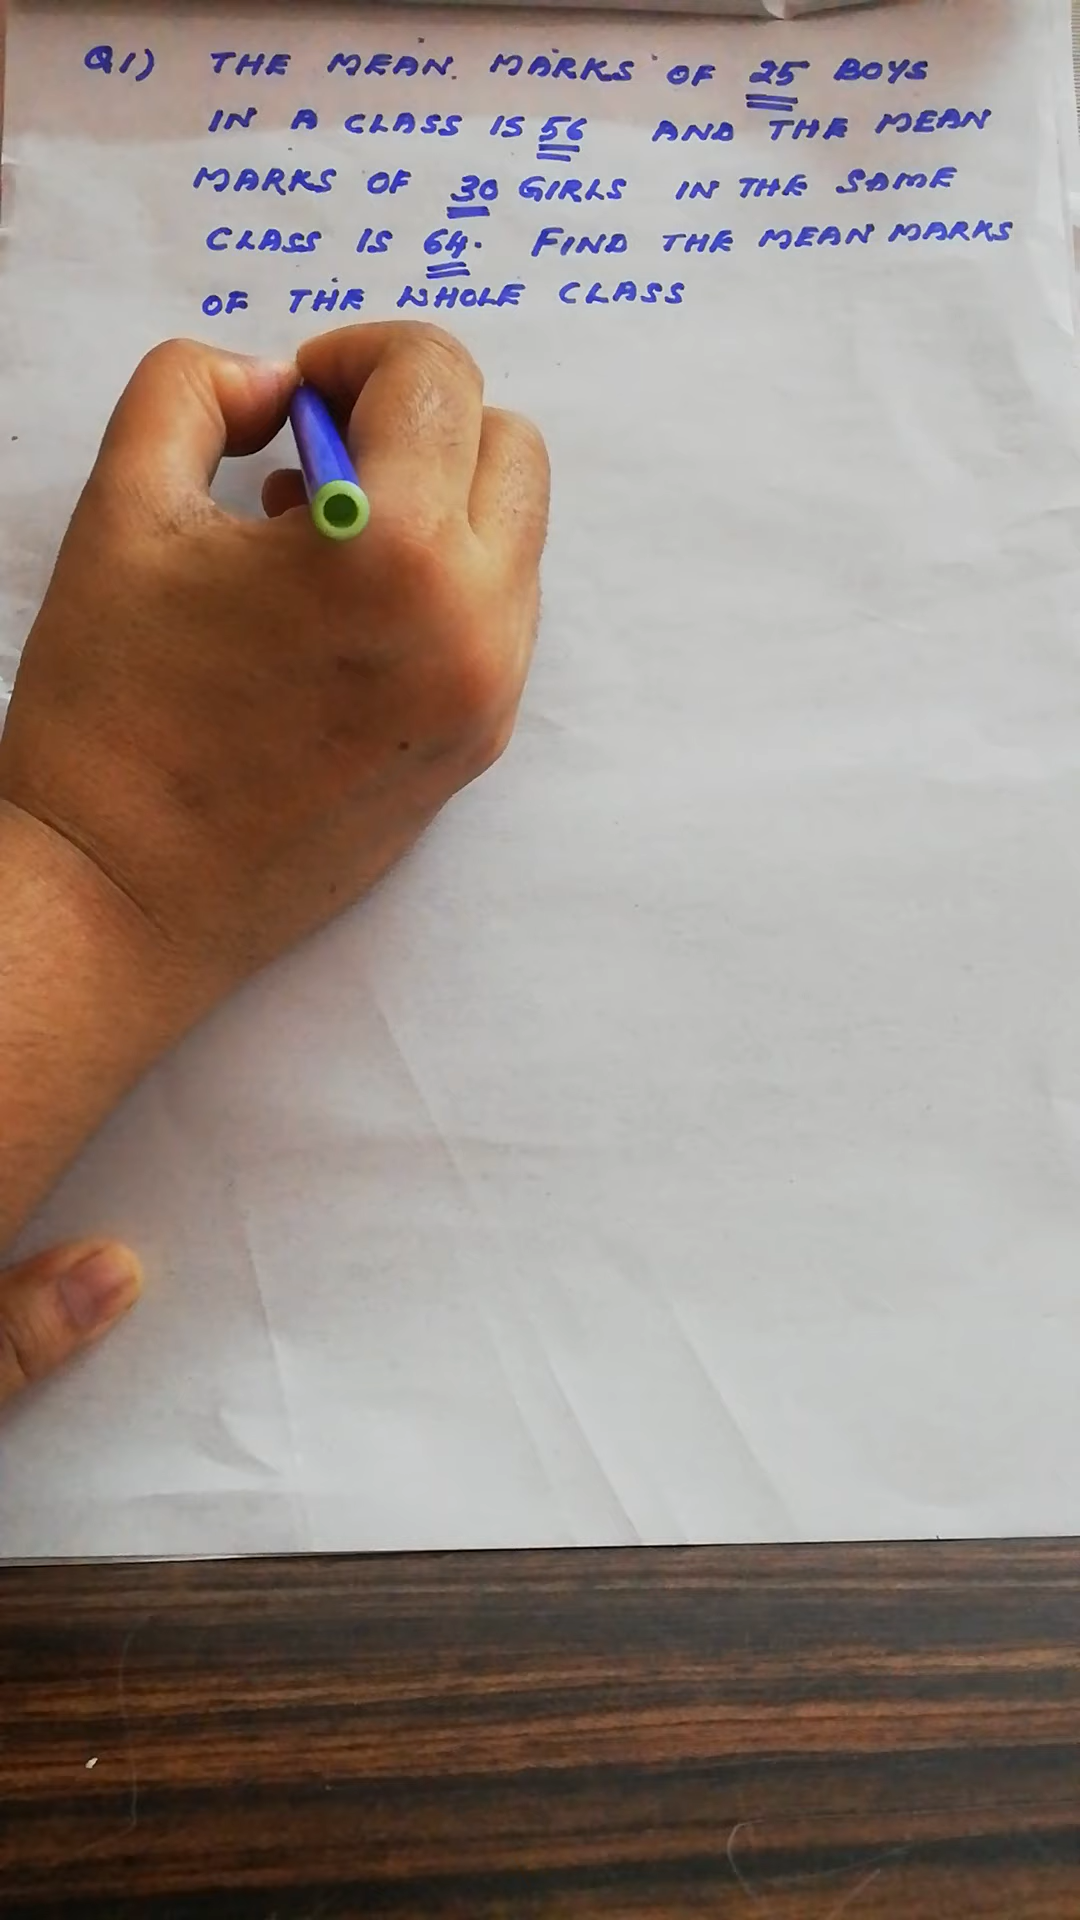 Q1) THE MEAN MARKS OF 25 BOYS
IN A CLASS IS 56 AND THE MEAN
MARKS OF 30 GIRLS IN THE SAME
CLASS IS 64. FIND THE MEAN MARKS
OF THE WHOLE CLASS